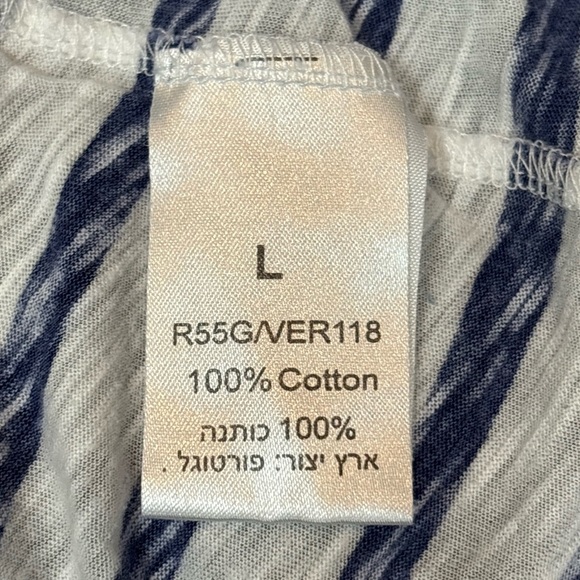 L
R55G/VER118
100% Cotton
100% כותנה
ארץ יצור: פורטוגל .